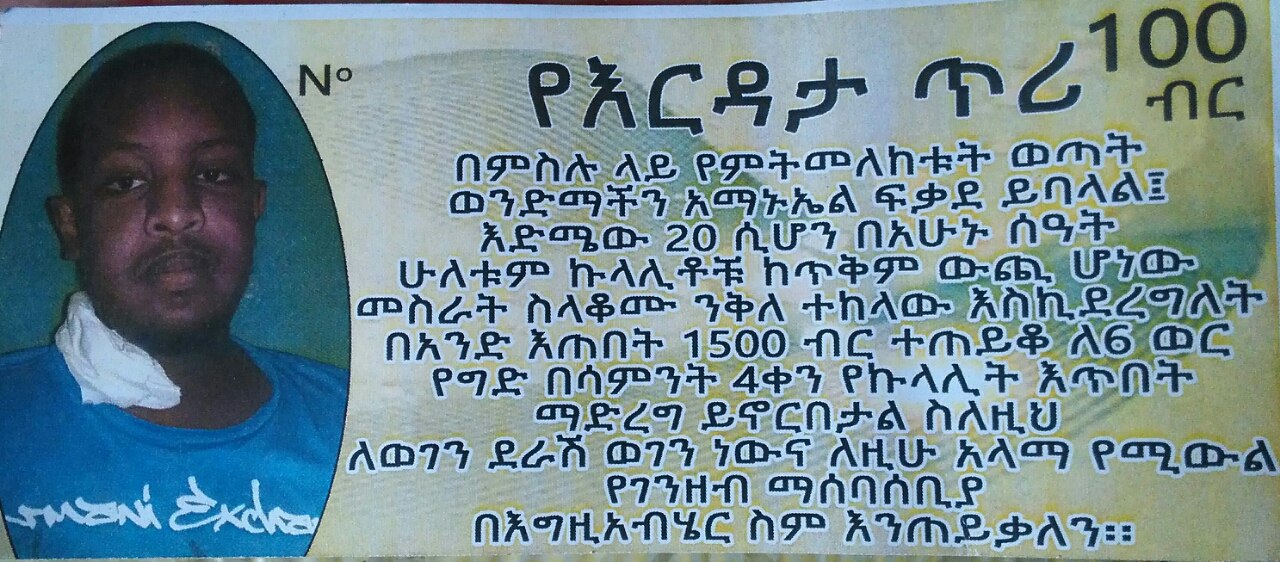 Nº
የእርዳታ ጥሪ
100
ብር
በምስሉ ላይ የምትመለከቱት ወጣት
ወንድማችን አማኑኤል ፍቃደ ይባላል፤
እድሜው 20 ሲሆን በአሁኑ ሰዓት
ሁለቱም ኩላሊቶቹ ከጥቅም ውጪ ሆነው
መስራት ስላቆሙ ንቅለ ተከላው እስኪደረግለት
በአንድ እጠበት 1500 ብር ተጠይቆ ለ6 ወር
የግድ በሳምንት 4ቀን የኩላሊት እጥበት
ማድረግ ይኖርበታል ስለዚህ
ለወገን ደራሽ ወገን ነውና ለዚሁ አላማ የሚውል
የገንዘብ ማሰባሰቢያ
በእግዚአብሄር ስም እንጠይቃለን፡፡